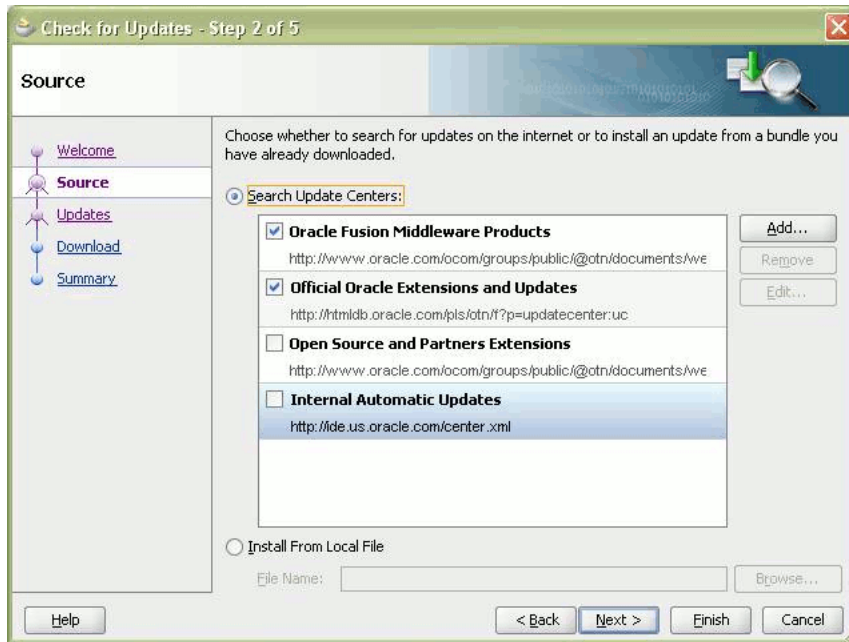 Check for Updates - Step 2 of 5
Source
Welcome
Source
Updates
Download
Summary
Choose whether to search for updates on the internet or to install an update from a bundle you
have already downloaded.
Search Update Centers:
Oracle Fusion Middleware Products
http://www.oracle.com/ocom/groups/public/@otn/documents/we
Official Oracle Extensions and Updates
http://htmldb.oracle.com/pls/otn/f?p=updatecenter:uc
Open Source and Partners Extensions
http://www.oracle.com/ocom/groups/public/@otn/documents/we
Internal Automatic Updates
http://ide.us.oracle.com/center.xml
Add...
Remove
Edit...
Install From Local File
File Name:
Browse...
Help
< Back
Next >
Finish
Cancel